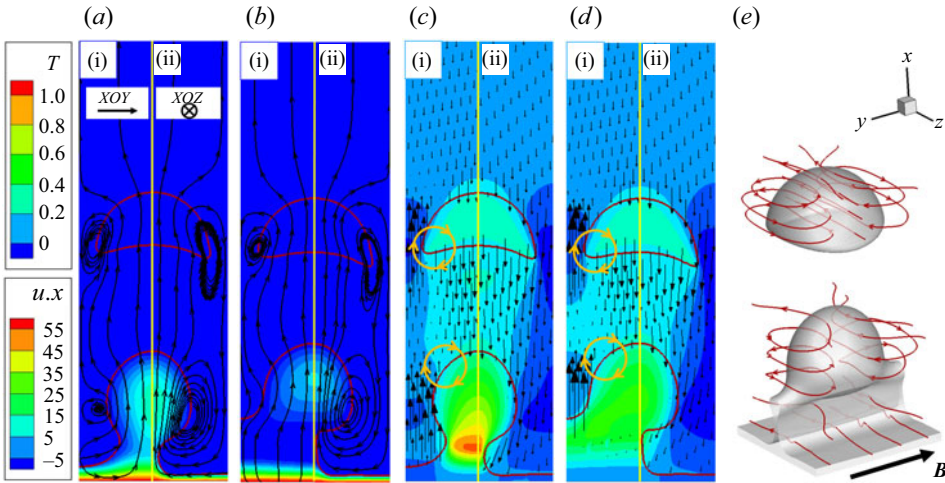 (a) (b) (c) (d) (e)
(i) (ii) (i) (ii) (i) (ii) (i) (ii)
T
1.0
0.8
0.6
0.4
0.2
0
XOY XOZ
x
y z
u.x
55
45
35
25
15
5
−5
B